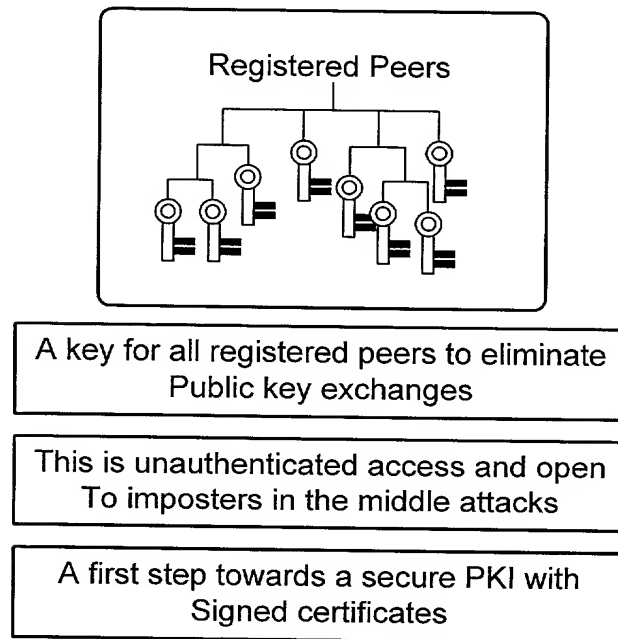 Registered Peers
A key for all registered peers to eliminate
Public key exchanges
This is unauthenticated access and open
To imposters in the middle attacks
A first step towards a secure PKI with
Signed certificates